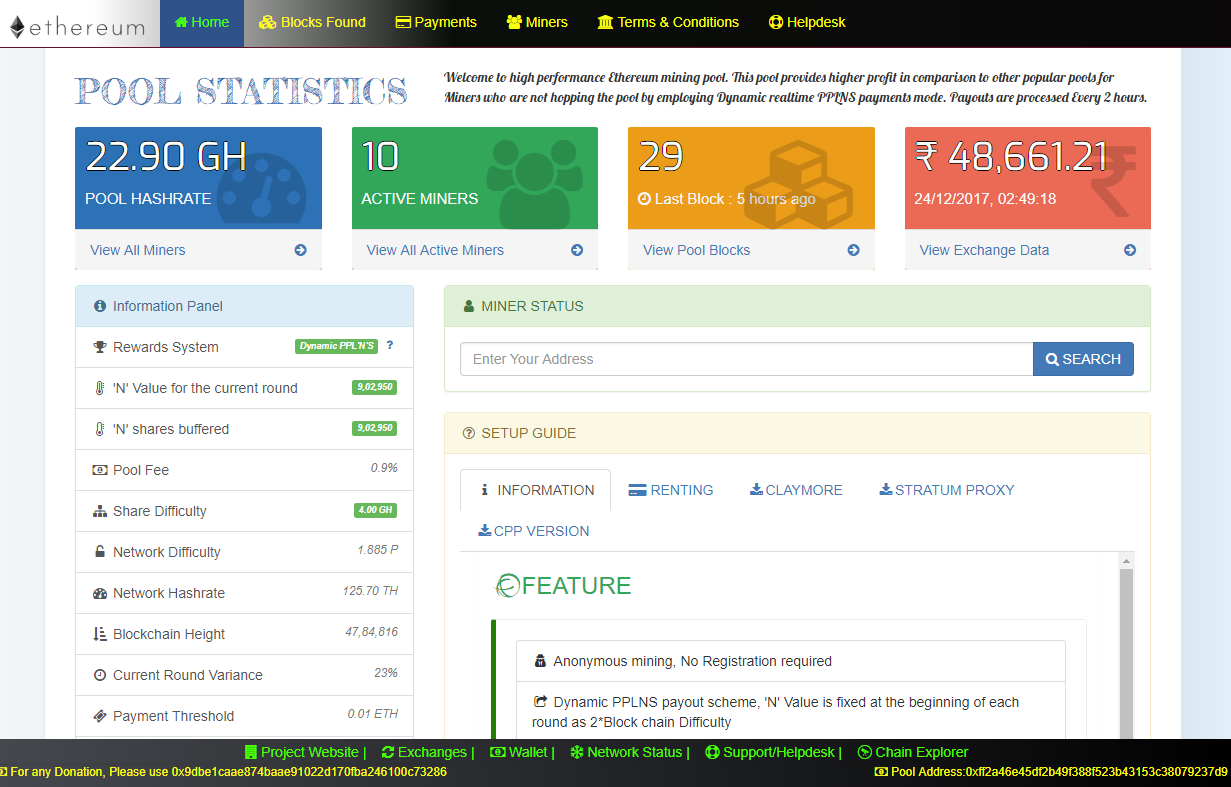 ethereum Home Blocks Found Payments Miners Terms & Conditions Helpdesk
POOL STATISTICS
Welcome to high performance Ethereum mining pool. This pool provides higher profit in comparison to other popular pools for
Miners who are not hopping the pool by employing Dynamic realtime PPLNS payments mode. Payouts are processed Every 2 hours.
22.90 GH
POOL HASHRATE
View All Miners
10
ACTIVE MINERS
View All Active Miners
29
Last Block : 5 hours ago
View Pool Blocks
₹ 48,661.21
24/12/2017, 02:49:18
View Exchange Data
Information Panel
Rewards System Dynamic PPLN'S ?
'N' Value for the current round 9,02,950
'N' shares buffered 9,02,950
Pool Fee 0.9%
Share Difficulty 4.00 GH
Network Difficulty 1.885 P
Network Hashrate 125.70 TH
Blockchain Height 47,84,816
Current Round Variance 23%
Payment Threshold 0.01 ETH
MINER STATUS
Enter Your Address SEARCH
SETUP GUIDE
INFORMATION RENTING CLAYMORE STRATUM PROXY
CPP VERSION
FEATURE
Anonymous mining, No Registration required
Dynamic PPLNS payout scheme, 'N' Value is fixed at the beginning of each
round as 2*Block chain Difficulty
Project Website | Exchanges | Wallet | Network Status | Support/Helpdesk | Chain Explorer
For any Donation, Please use 0x9dbe1caae874baae91022d170fba246100c73286
Pool Address:0xff2a46e45df2b49f388f523b43153c38079237d9